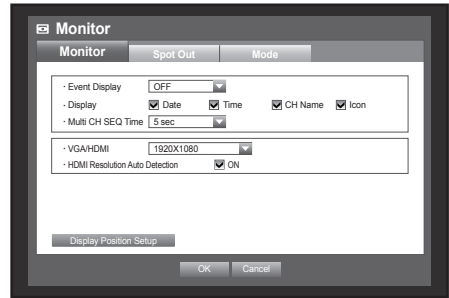 Monitor
Monitor Spot Out Mode
· Event Display OFF
· Display Date Time CH Name Icon
· Multi CH SEQ Time 5 sec
· VGA/HDMI 1920X1080
· HDMI Resolution Auto Detection ON
Display Position Setup
OK Cancel